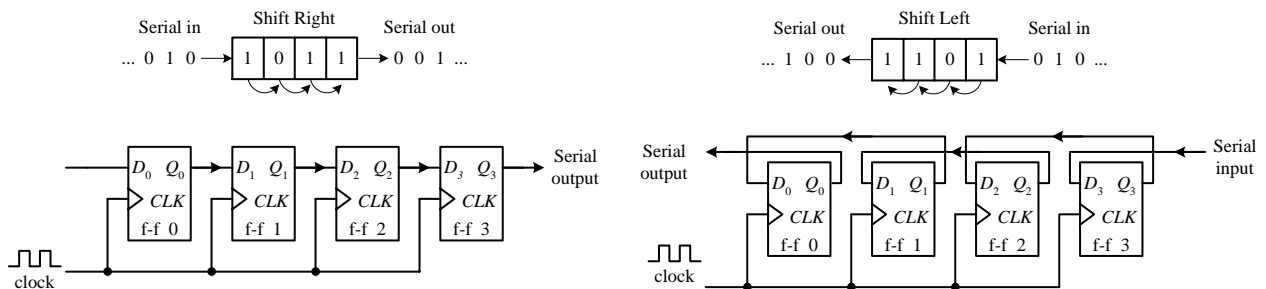 Shift Right
Serial in
Serial out
... 0 1 0
1 0 1 1
0 0 1 ...
D0 Q0 D1 Q1 D2 Q2 D3 Q3
Serial
output
CLK CLK CLK CLK
f-f 0 f-f 1 f-f 2 f-f 3
clock
Shift Left
Serial out
Serial in
... 1 0 0
1 1 0 1
0 1 0 ...
Serial
output
Serial
input
D0 Q0 D1 Q1 D2 Q2 D3 Q3
CLK CLK CLK CLK
f-f 0 f-f 1 f-f 2 f-f 3
clock